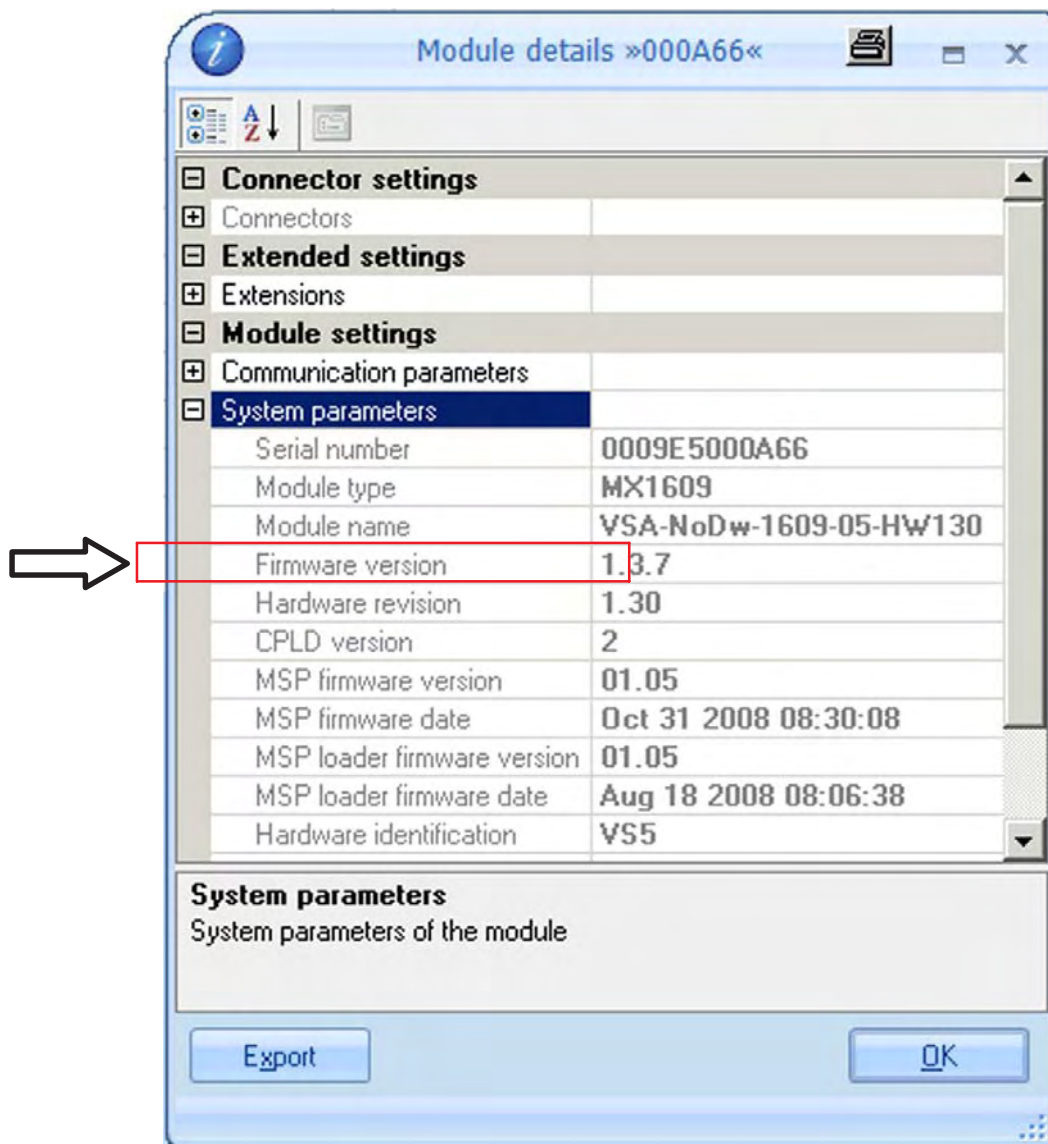 Module details »000A66«
Connector settings
Connectors
Extended settings
Extensions
Module settings
Communication parameters
System parameters
Serial number 0009E5000A66
Module type MX1609
Module name VSA-NoDw-1609-05-HW130
Firmware version 1.3.7
Hardware revision 1.30
CPLD version 2
MSP firmware version 01.05
MSP firmware date Oct 31 2008 08:30:08
MSP loader firmware version 01.05
MSP loader firmware date Aug 18 2008 08:06:38
Hardware identification VS5
System parameters
System parameters of the module
Export OK